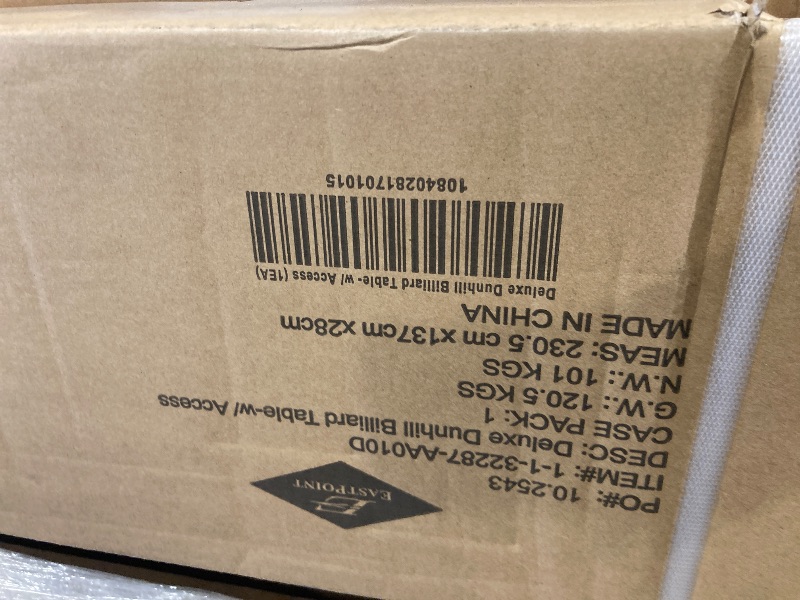 EASTPOINT
PO#: 10.2543
ITEM#: 1-1-32287-AA010D
DESC: Deluxe Dunhill Billiard Table-w/ Access
CASE PACK: 1
G.W.: 120.5 KGS
N.W.: 101 KGS
MEAS: 230.5 cm x137cm x28cm
MADE IN CHINA
Deluxe Dunhill Billiard Table- w/ Access (1EA)
10840281701015